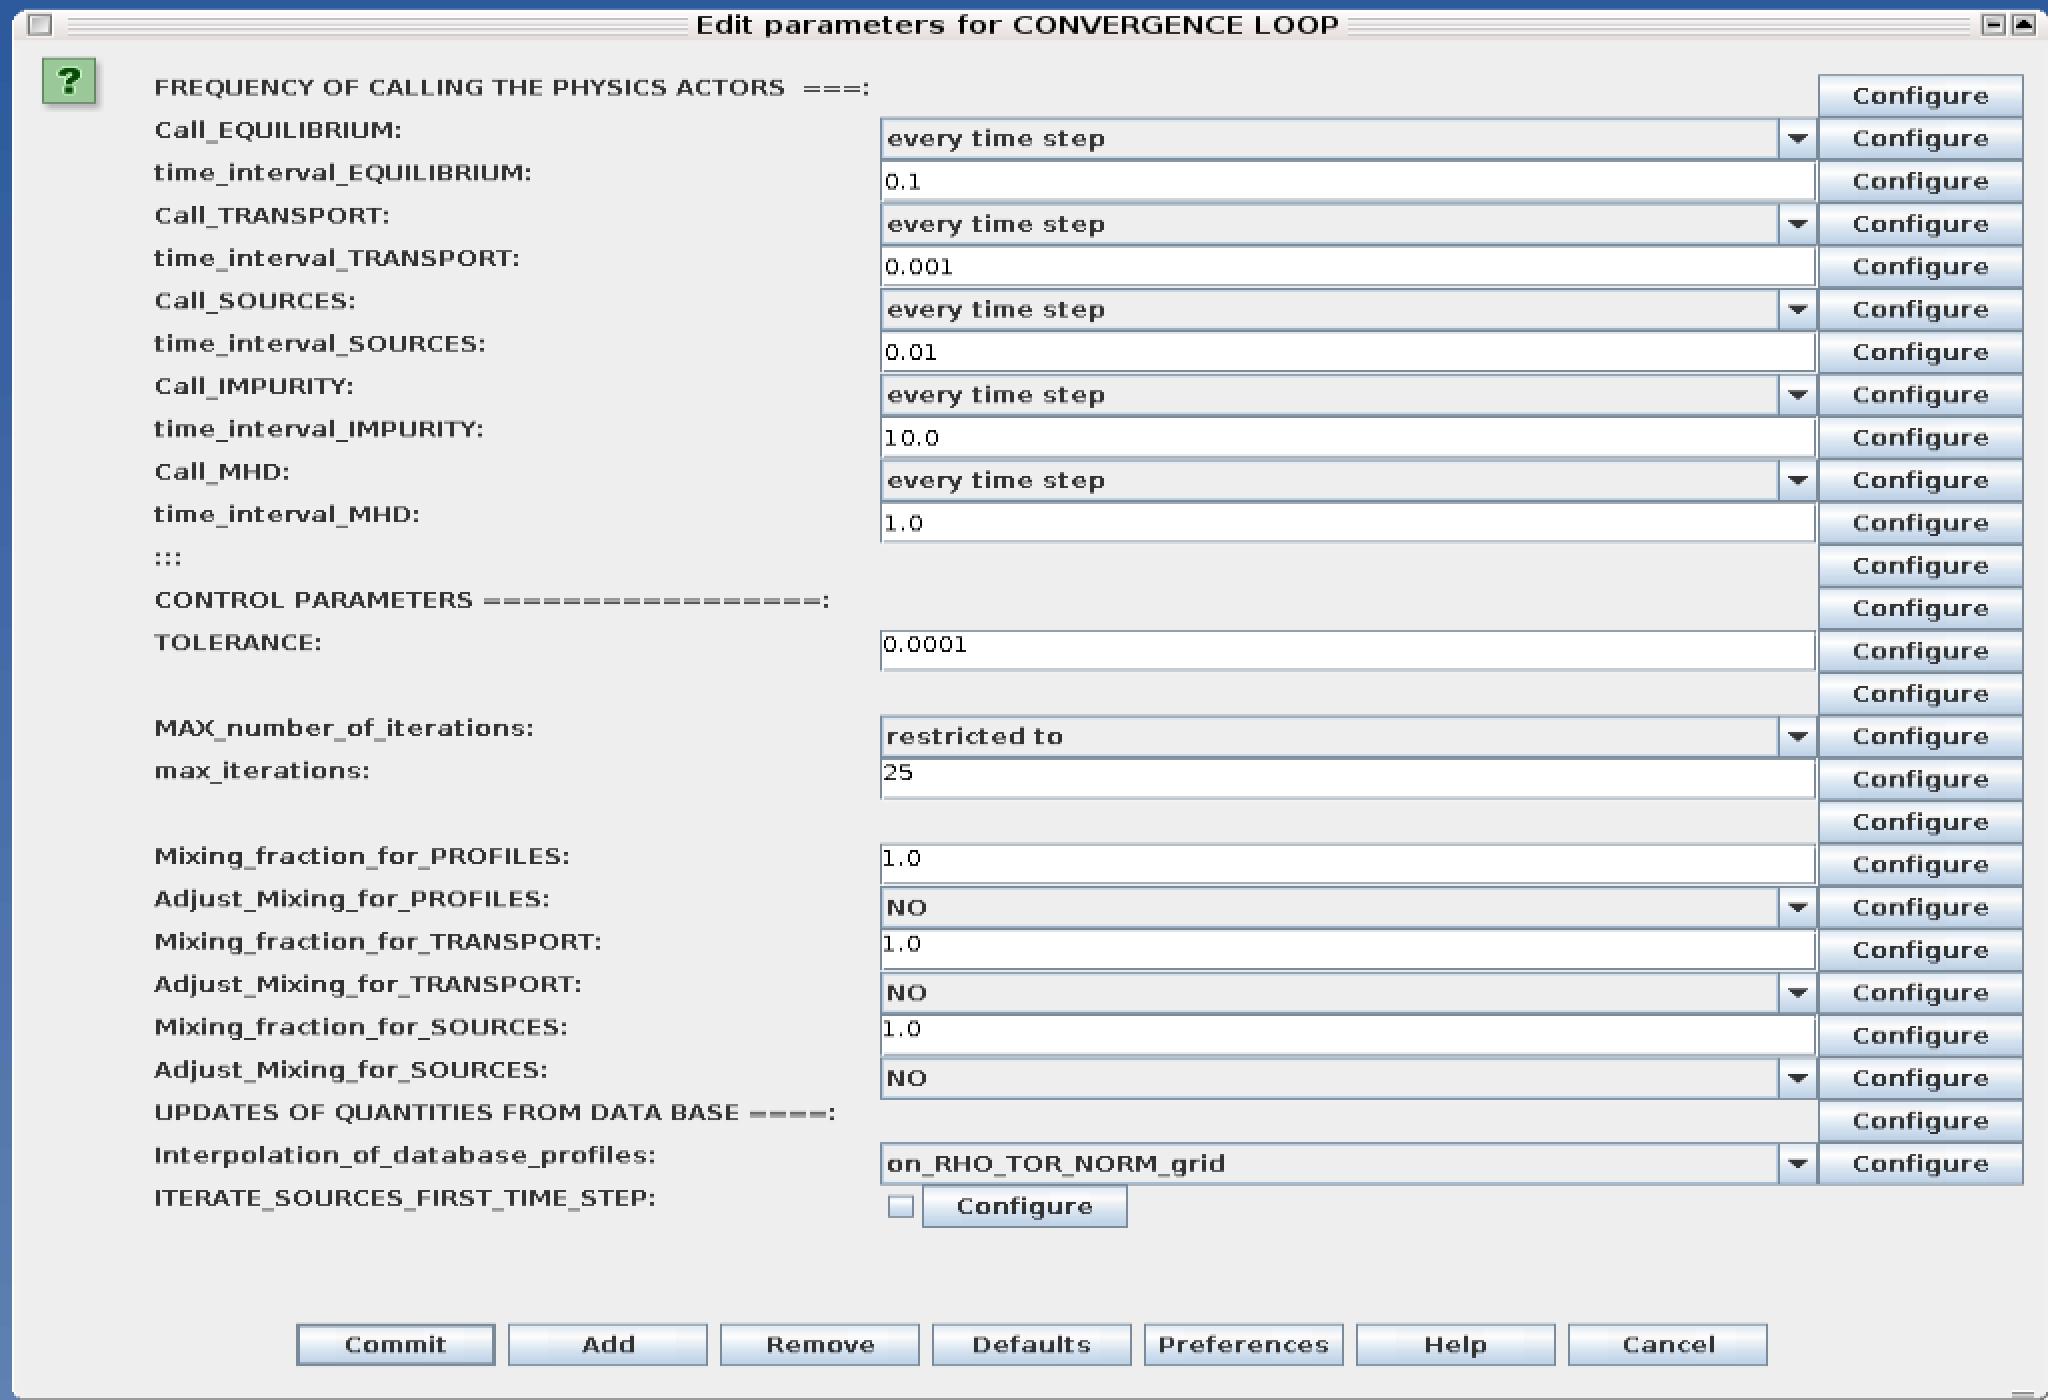 Edit parameters for CONVERGENCE LOOP
?
FREQUENCY OF CALLING THE PHYSICS ACTORS ===: Configure
Call_EQUILIBRIUM: every time step Configure
time_interval_EQUILIBRIUM: 0.1 Configure
Call_TRANSPORT: every time step Configure
time_interval_TRANSPORT: 0.001 Configure
Call_SOURCES: every time step Configure
time_interval_SOURCES: 0.01 Configure
Call_IMPURITY: every time step Configure
time_interval_IMPURITY: 10.0 Configure
Call_MHD: every time step Configure
time_interval_MHD: 1.0 Configure
::: Configure
CONTROL PARAMETERS =================: Configure
TOLERANCE: 0.0001 Configure
Configure
MAX_number_of_iterations: restricted to Configure
max_iterations: 25 Configure
Configure
Mixing_fraction_for_PROFILES: 1.0 Configure
Adjust_Mixing_for_PROFILES: NO Configure
Mixing_fraction_for_TRANSPORT: 1.0 Configure
Adjust_Mixing_for_TRANSPORT: NO Configure
Mixing_fraction_for_SOURCES: 1.0 Configure
Adjust_Mixing_for_SOURCES: NO Configure
UPDATES OF QUANTITIES FROM DATA BASE ====: Configure
Interpolation_of_database_profiles: on_RHO_TOR_NORM_grid Configure
ITERATE_SOURCES_FIRST_TIME_STEP: Configure
Commit Add Remove Defaults Preferences Help Cancel